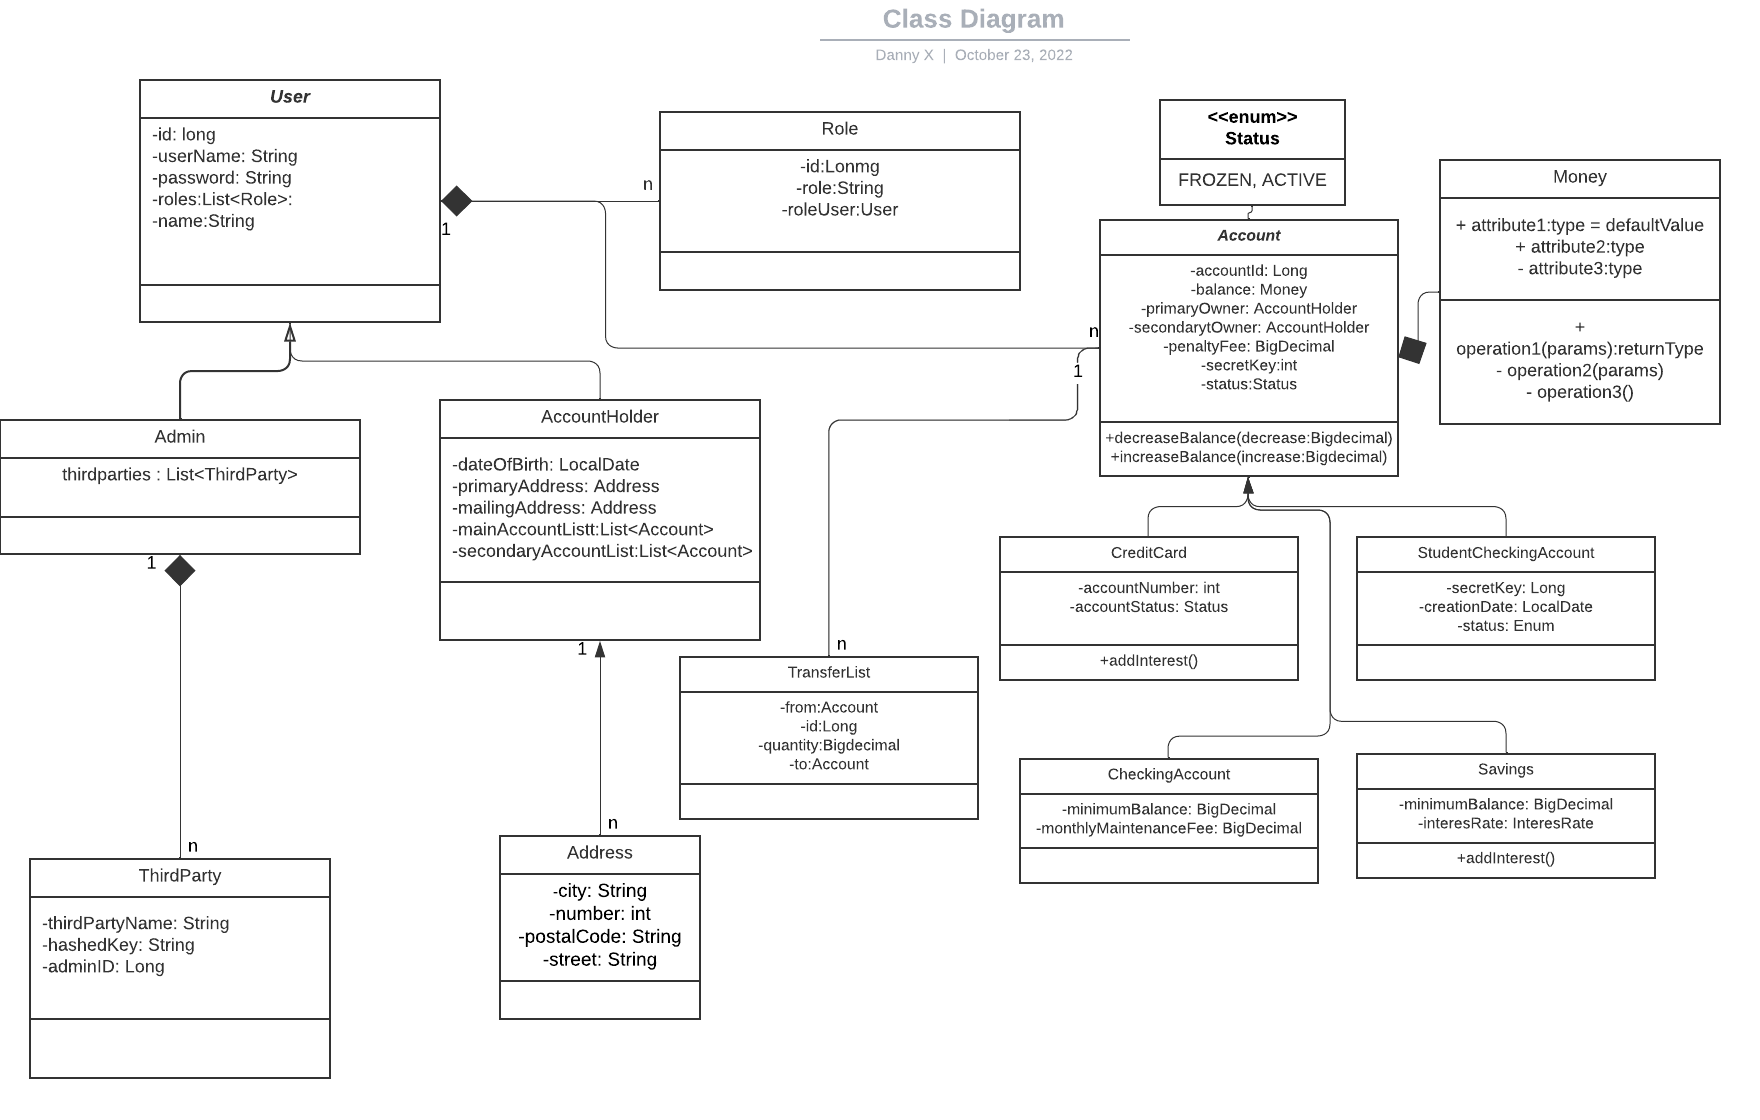 Class Diagram
Danny X | October 23, 2022
User
-id: long
-userName: String
-password: String
-roles:List<Role>:
-name:String
1
n
Role
-id:Lonmg
-role:String
-roleUser:User
<<enum>>
Status
FROZEN, ACTIVE
Money
+ attribute1:type = defaultValue
+ attribute2:type
- attribute3:type
+
operation1(params):returnType
- operation2(params)
- operation3()
Account
-accountId: Long
-balance: Money
-primaryOwner: AccountHolder
-secondarytOwner: AccountHolder
-penaltyFee: BigDecimal
-secretKey:int
-status:Status
+decreaseBalance(decrease:Bigdecimal)
+increaseBalance(increase:Bigdecimal)
n
1
Admin
thirdparties : List<ThirdParty>
1
AccountHolder
-dateOfBirth: LocalDate
-primaryAddress: Address
-mailingAddress: Address
-mainAccountListt:List<Account>
-secondaryAccountList:List<Account>
1
n
TransferList
-from:Account
-id:Long
-quantity:Bigdecimal
-to:Account
CreditCard
-accountNumber: int
-accountStatus: Status
+addInterest()
StudentCheckingAccount
-secretKey: Long
-creationDate: LocalDate
-status: Enum
CheckingAccount
-minimumBalance: BigDecimal
-monthlyMaintenanceFee: BigDecimal
Savings
-minimumBalance: BigDecimal
-interesRate: InteresRate
+addInterest()
n
ThirdParty
-thirdPartyName: String
-hashedKey: String
-adminID: Long
n
Address
-city: String
-number: int
-postalCode: String
-street: String